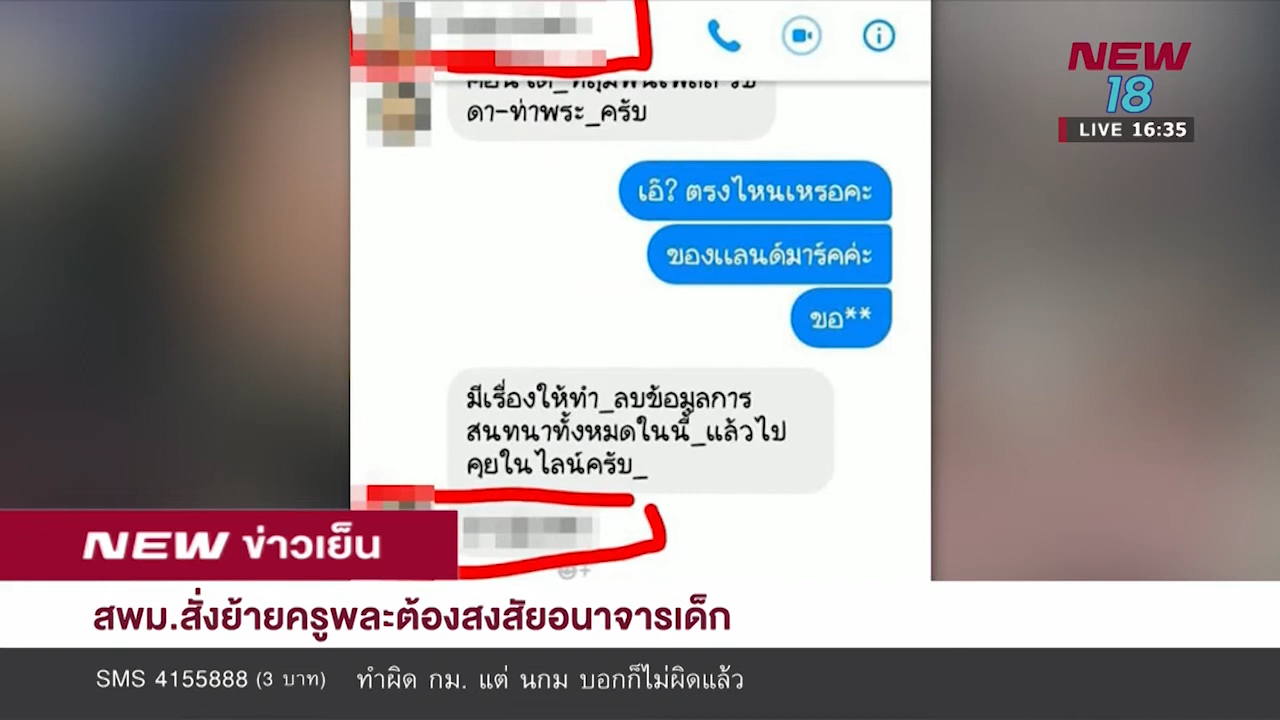 NEW
18
LIVE 16:35
ดา-ท่าพระ_ครับ
เอ๊? ตรงไหนเหรอคะ
ของแลนด์มาร์คค่ะ
ขอ**
มีเรื่องให้ทำ_ลบข้อมูลการ
สนทนาทั้งหมดในนี้_แล้วไป
คุยในไลน์ครับ_
NEW ข่าวเย็น
สพม.สั่งย้ายครูพละต้องสงสัยอนาจารเด็ก
SMS 4155888 (3 บาท) ทำผิด กม. แต่ นกม บอกก็ไม่ผิดแล้ว